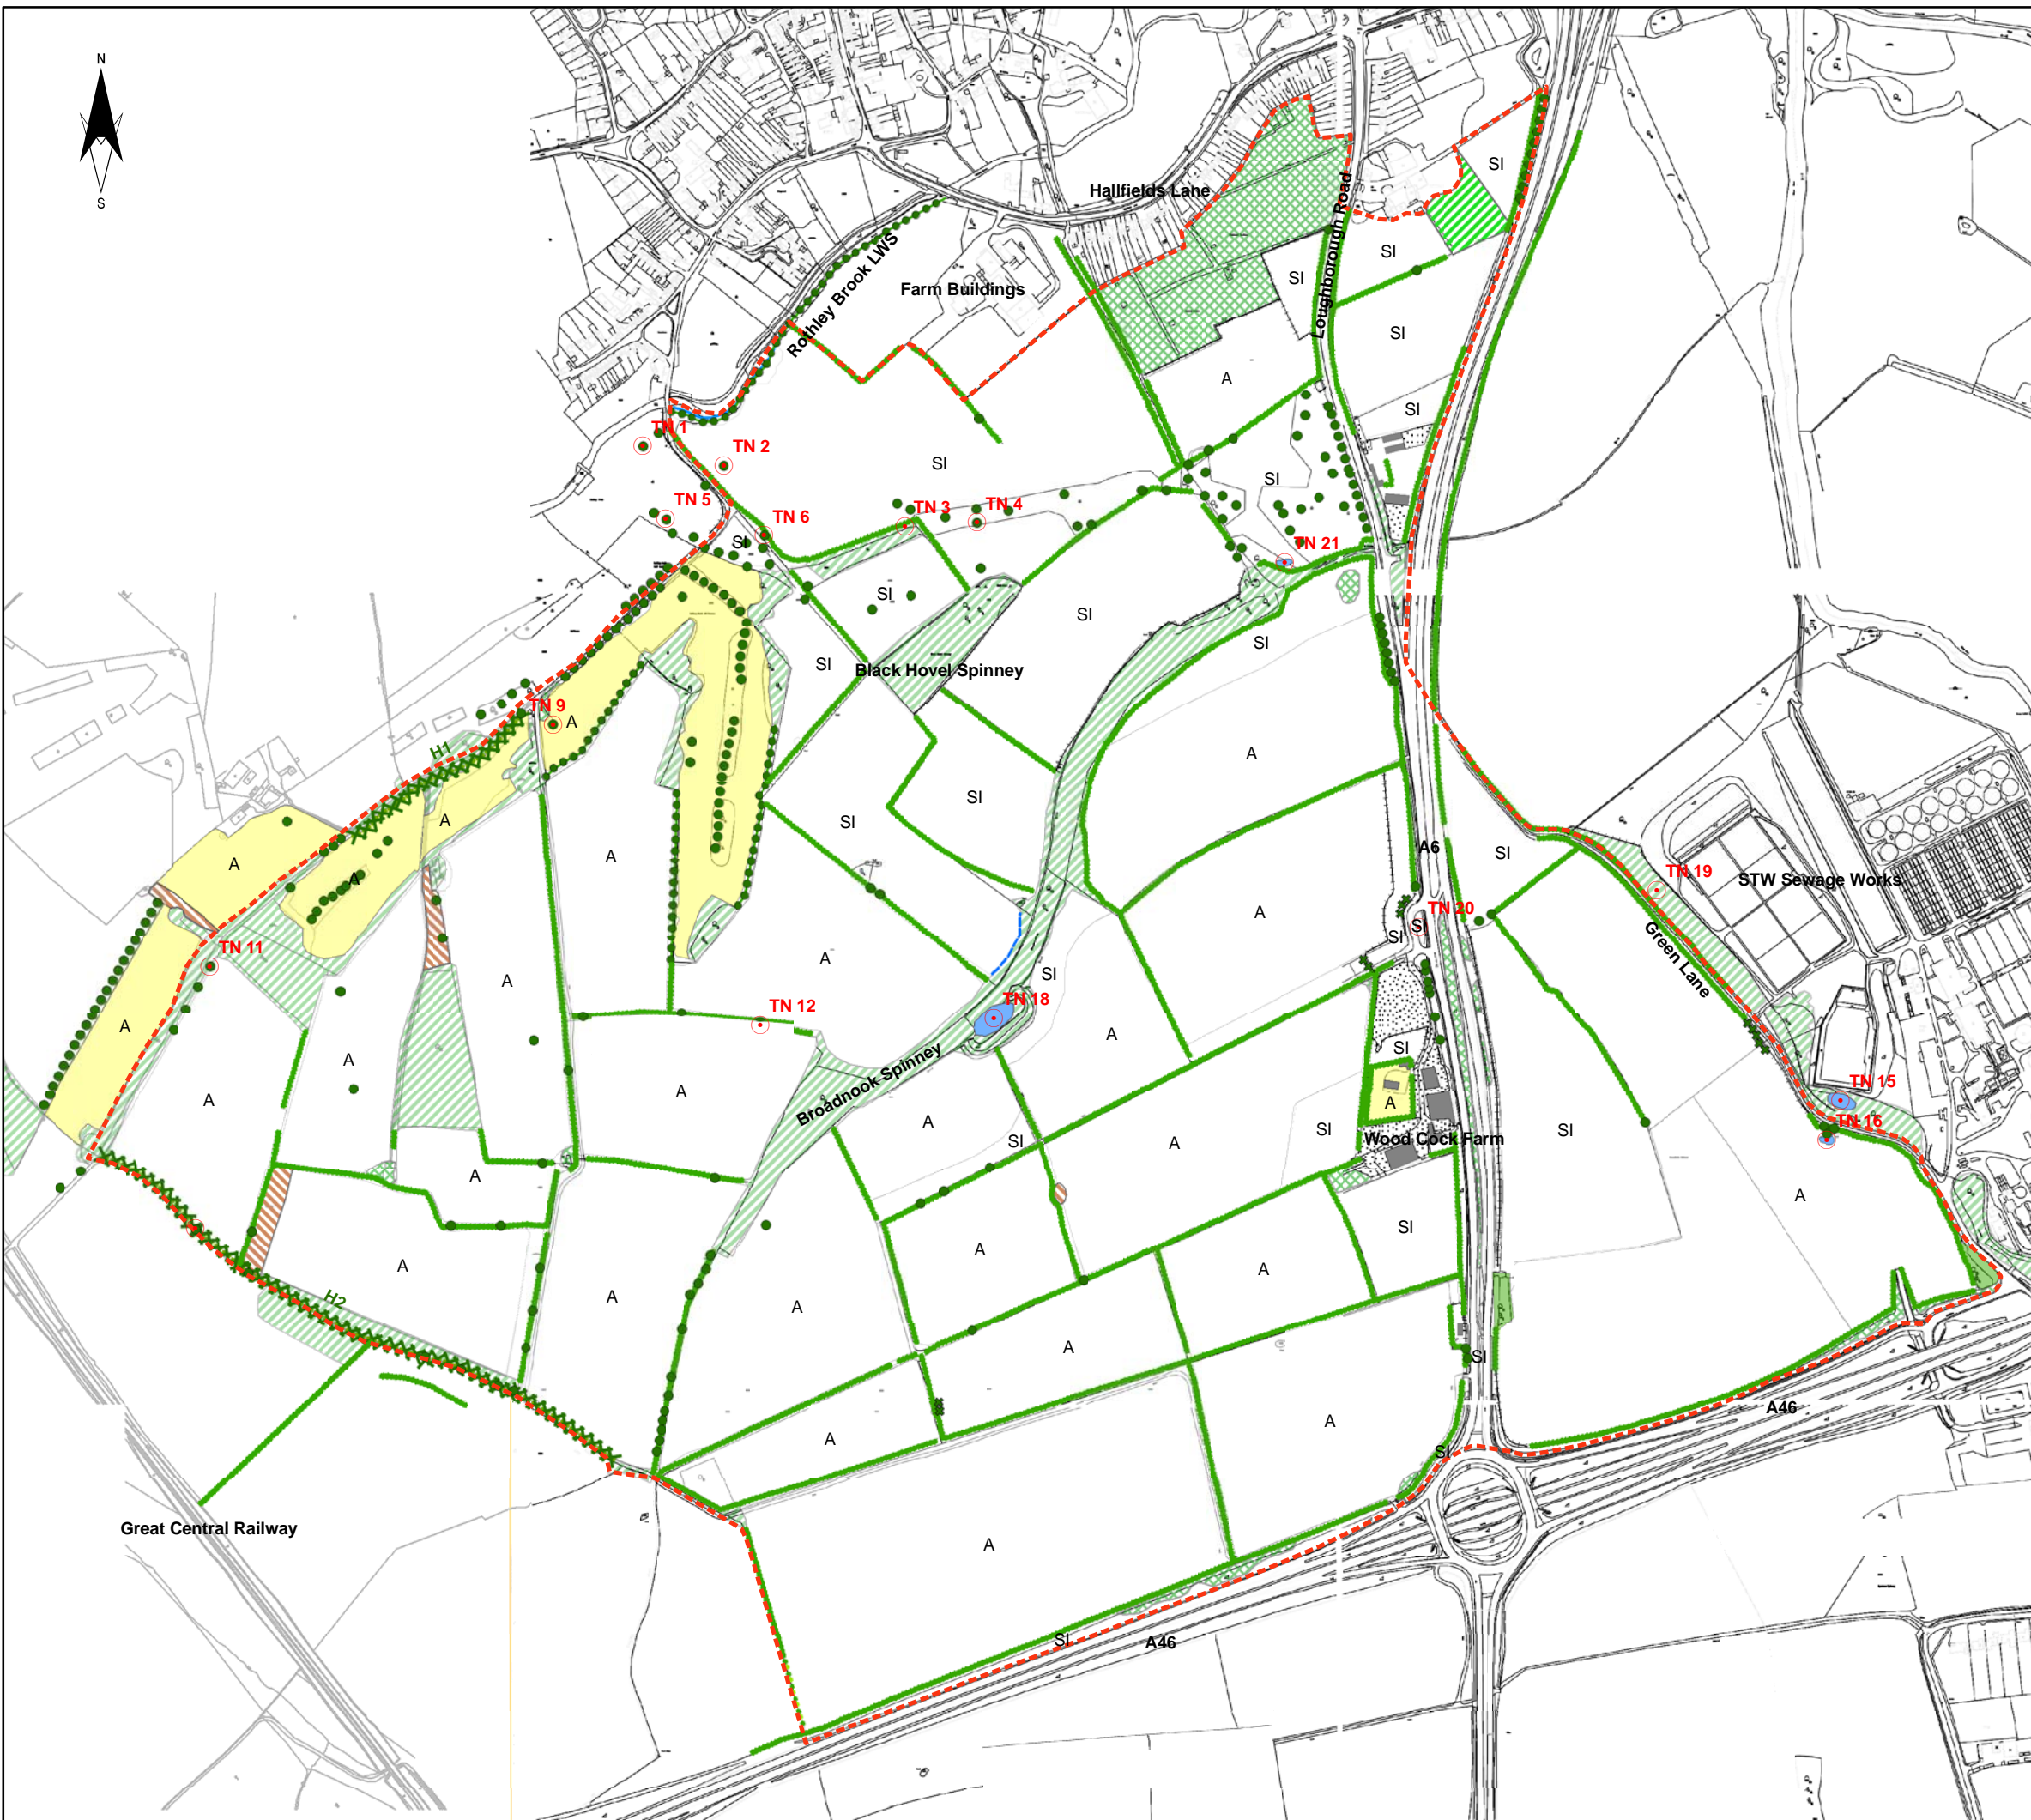 N
S
Hallfields Lane
SI
Loughborough Road
Rothley Brook LWS
Farm Buildings
SI
SI
SI
A
SI
TN 1
TN 2
SI
SI
TN 5
TN 3
TN 4
TN 6
SI
TN 21
SI
SI
SI
SI
Black Hovel Spinney
TN 9
A
H1
A
SI
SI
A
A
A
A
A6
SI
TN 19
STW Sewage Works
A
TN 20
SI
SI
Green Lane
TN 11
A
A
SI
TN 18
A
TN 12
A
A
SI
A
Broadnook Spinney
A
A
TN 15
TN 16
A
SI
A
SI
SI
Wood Cock Farm
A
A
SI
A
A
A
H2
A
A
A
SI
A
A
A46
SI
Great Central Railway
A
SI
A46